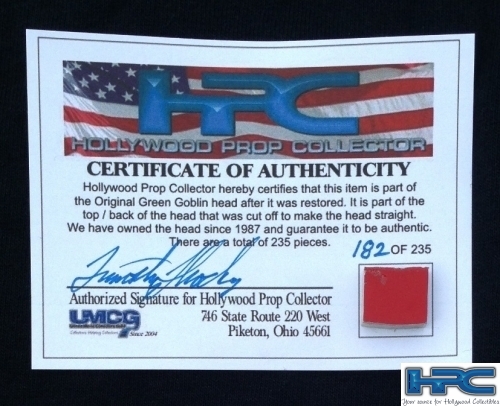 HPC
HOLLYWOOD PROP COLLECTOR
CERTIFICATE OF AUTHENTICITY
Hollywood Prop Collector hereby certifies that this item is part of
the Original Green Goblin head after it was restored. It is part of the
top / back of the head that was cut off to make the head straight.
We have owned the head since 1987 and guarantee it to be authentic.
There are a total of 235 pieces.
182 OF 235
Authorized Signature for Hollywood Prop Collector
746 State Route 220 West
Piketon, Ohio 45661
UMCG
Since 2004
HPC
Your source for Hollywood Collectibles